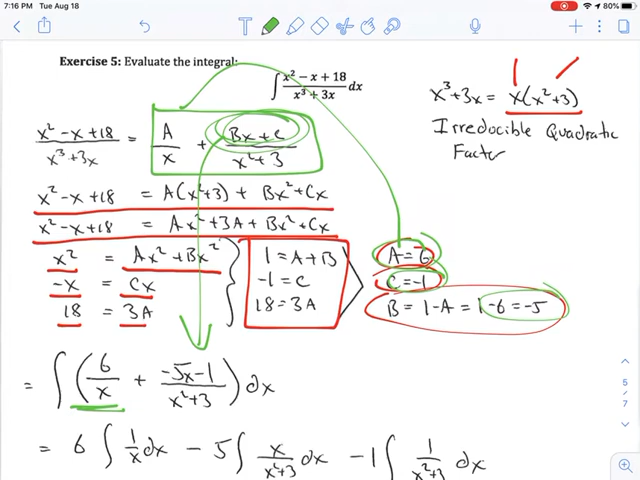 7:16 PM Tue Aug 18
80%
Exercise 5: Evaluate the integral:
∫ (x² − x + 18)/(x³ + 3x) dx
x³+3x = x(x²+3)
Irreducible Quadratic
Factor
(x²−x+18)/(x³+3x) = A/x + (Bx+C)/(x²+3)
x²−x+18 = A(x²+3) + Bx²+Cx
x²−x+18 = Ax²+3A+Bx²+Cx
x² = Ax²+Bx²
-x = Cx
18 = 3A
1 = A+B
-1 = C
18 = 3A
A = 6
C = -1
B = 1-A = 1-6 = -5
= ∫ (6/x + (-5x-1)/(x²+3)) dx
= 6 ∫ 1/x dx − 5 ∫ x/(x²+3) dx − 1 ∫ 1/(x²+3) dx
5
/
7